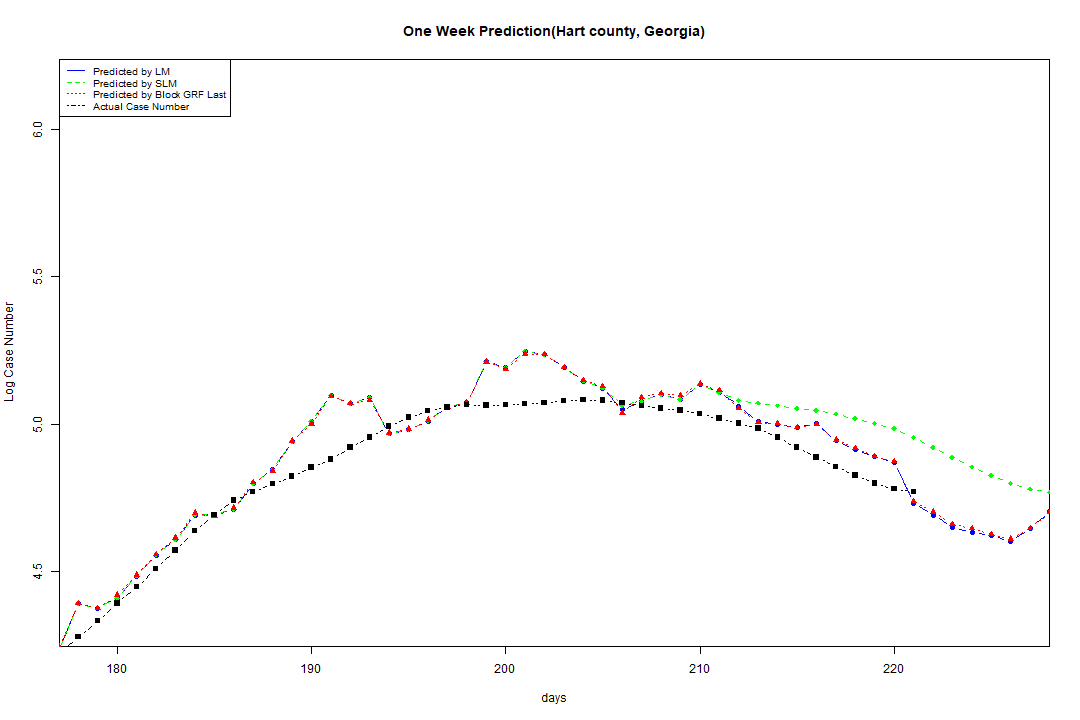 One Week Prediction(Hart county, Georgia)
Predicted by LM
Predicted by SLM
Predicted by Block GRF Last
Actual Case Number
Log Case Number
6.0
5.5
5.0
4.5
180 190 200 210 220
days